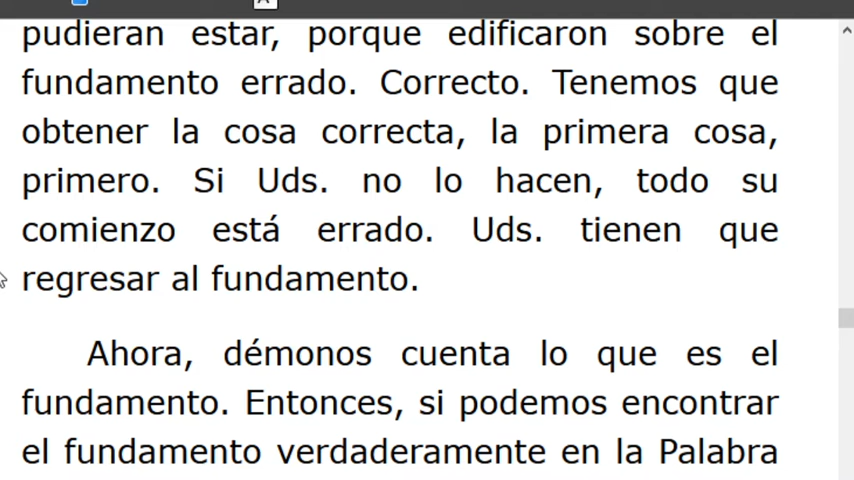 pudieran estar, porque edificaron sobre el
fundamento errado. Correcto. Tenemos que
obtener la cosa correcta, la primera cosa,
primero. Si Uds. no lo hacen, todo su
comienzo está errado. Uds. tienen que
regresar al fundamento.
Ahora, démonos cuenta lo que es el
fundamento. Entonces, si podemos encontrar
el fundamento verdaderamente en la Palabra